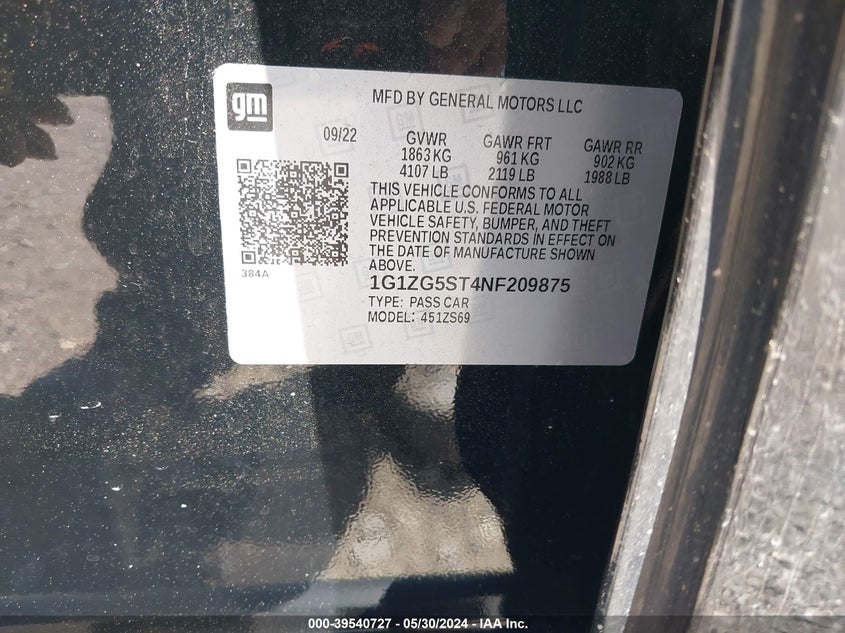 gm
MFD BY GENERAL MOTORS LLC
09/22 GVWR GAWR FRT GAWR RR
1863 KG 961 KG 902 KG
4107 LB 2119 LB 1988 LB
THIS VEHICLE CONFORMS TO ALL
APPLICABLE U.S. FEDERAL MOTOR
VEHICLE SAFETY, BUMPER, AND THEFT
PREVENTION STANDARDS IN EFFECT ON
THE DATE OF MANUFACTURE SHOWN
ABOVE.
384A
1G1ZG5ST4NF209875
TYPE: PASS CAR
MODEL: 451ZS69
000-39540727 - 05/30/2024 - IAA Inc.